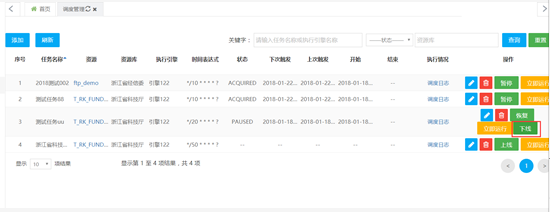 首页 调度管理
添加 刷新 关键字： 请输入任务名称或执行引擎名称 ------状态------ 资源库 查询 重置
序号 任务名称 资源 资源库 执行引擎 时间表达式 状态 下次触发 上次触发 开始 结束 执行情况 操作
1 2018测试002 ftp_demo 浙江省经信委 引擎122 */10 * * * * ? ACQUIRED 2018-01-22... 2018-01-22... 2018-01-18... -- 调度日志 暂停 立即运行
2 测试任务88 T_RK_FUND... 浙江省科技厅 引擎122 */10 * * * * ? ACQUIRED 2018-01-22... 2018-01-22... 2018-01-18... -- 调度日志 暂停 立即运行
3 测试任务uu T_RK_FUND... 浙江省科技厅 引擎122 */20 * * * * ? PAUSED 2018-01-18... 2018-01-18... 2018-01-18... -- 调度日志 恢复
立即运行 下线
4 浙江省科技... T_RK_FUND... 浙江省科技厅 引擎122 */50 * * * * ? -- -- -- -- -- 调度日志 上线 立即运行
显示 10 项结果 显示第 1 至 4 项结果，共 4 项 < 1 >